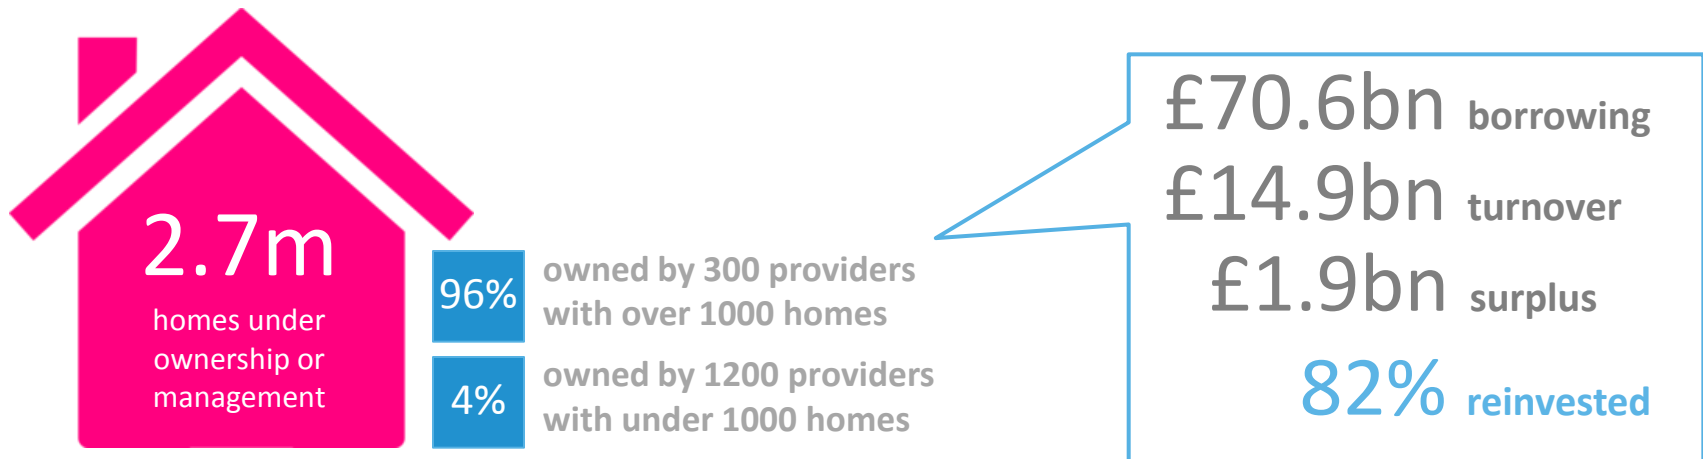 2.7m
homes under
ownership or
management
96%
owned by 300 providers
with over 1000 homes
4%
owned by 1200 providers
with under 1000 homes
£70.6bn borrowing
£14.9bn turnover
£1.9bn surplus
82% reinvested